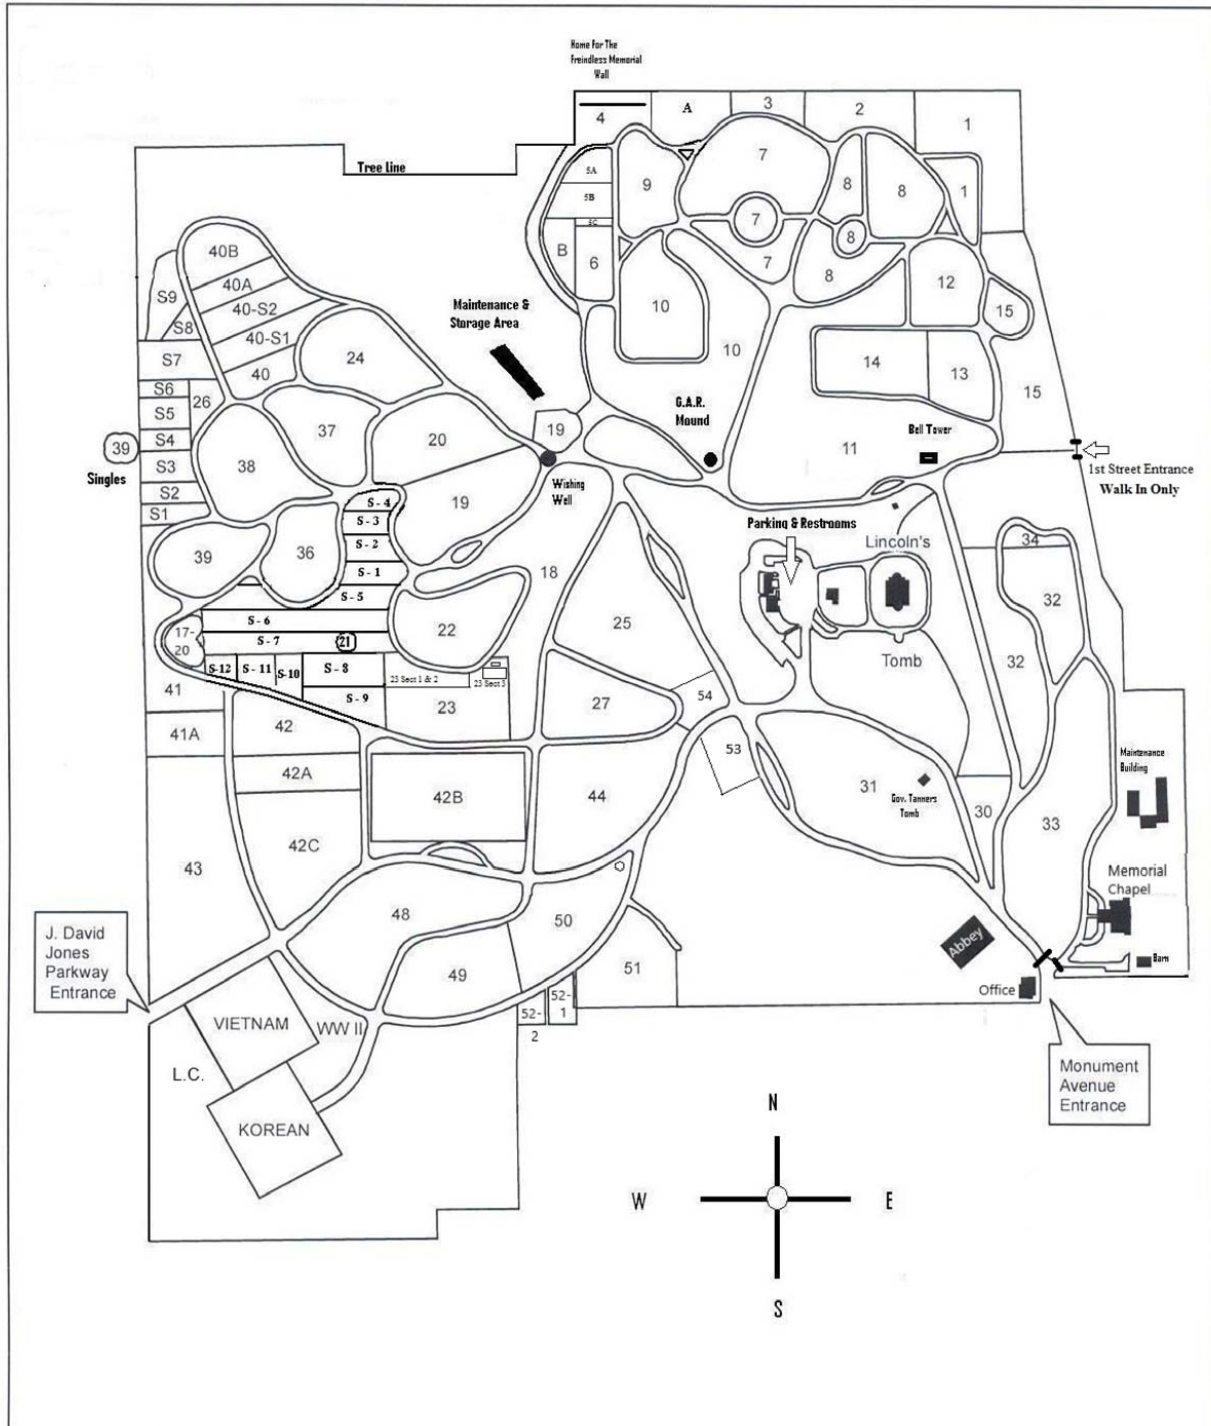 Home For The
Freindless Memorial
Wall
4
A
3
2
1
Tree Line
5A
5B
5C
B
6
9
7
7
7
8
8
8
8
1
10
10
12
15
15
14
13
11
40B
40A
40-S2
40-S1
40
S9
S8
S7
S6
S5
S4
S3
S2
S1
26
39
Singles
24
37
38
20
19
19
Maintenance &
Storage Area
G.A.R.
Mound
Bell Tower
Wishing
Well
1st Street Entrance
Walk In Only
Parking & Restrooms
Lincoln's
Tomb
S - 4
S - 3
S - 2
S - 1
S - 5
S - 6
S - 7
21
S-12
S - 11
S-10
S - 8
S - 9
39
36
17-
20
22
18
25
34
32
32
23 Sect 1 & 2
23 Sect 3
23
27
54
53
41
41A
42
42A
42B
42C
43
44
31
Gov. Tanners
Tomb
30
33
Maintenance
Building
Memorial
Chapel
Barn
Abbey
Office
48
49
50
51
52-
1
52-
2
J. David
Jones
Parkway
Entrance
VIETNAM
WW II
L.C.
KOREAN
Monument
Avenue
Entrance
N
W
E
S